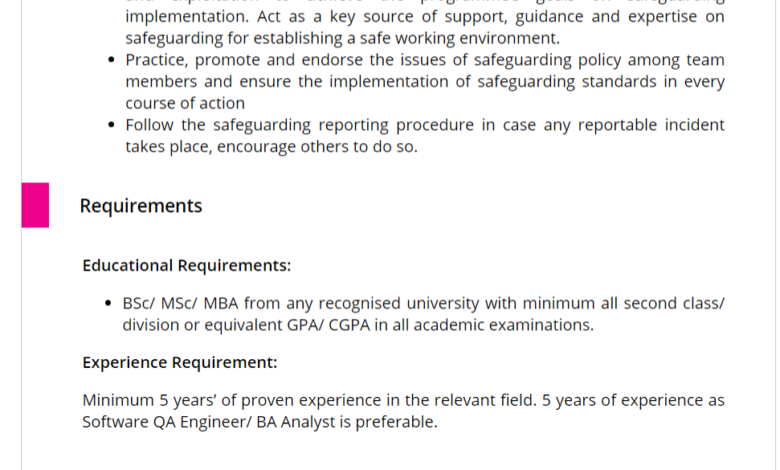 implementation. Act as a key source of support, guidance and expertise on
safeguarding for establishing a safe working environment.
• Practice, promote and endorse the issues of safeguarding policy among team
members and ensure the implementation of safeguarding standards in every
course of action
• Follow the safeguarding reporting procedure in case any reportable incident
takes place, encourage others to do so.
Requirements
Educational Requirements:
• BSc/ MSc/ MBA from any recognised university with minimum all second class/
division or equivalent GPA/ CGPA in all academic examinations.
Experience Requirement:
Minimum 5 years’ of proven experience in the relevant field. 5 years of experience as
Software QA Engineer/ BA Analyst is preferable.